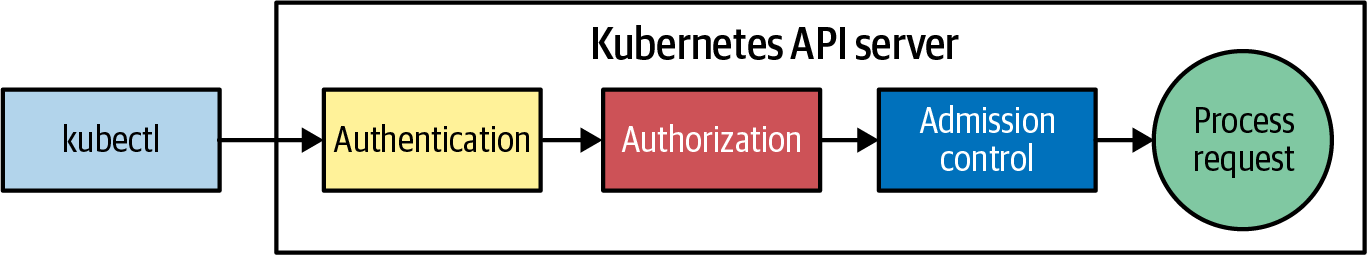 Kubernetes API server
kubectl
Authentication
Authorization
Admission
control
Process
request